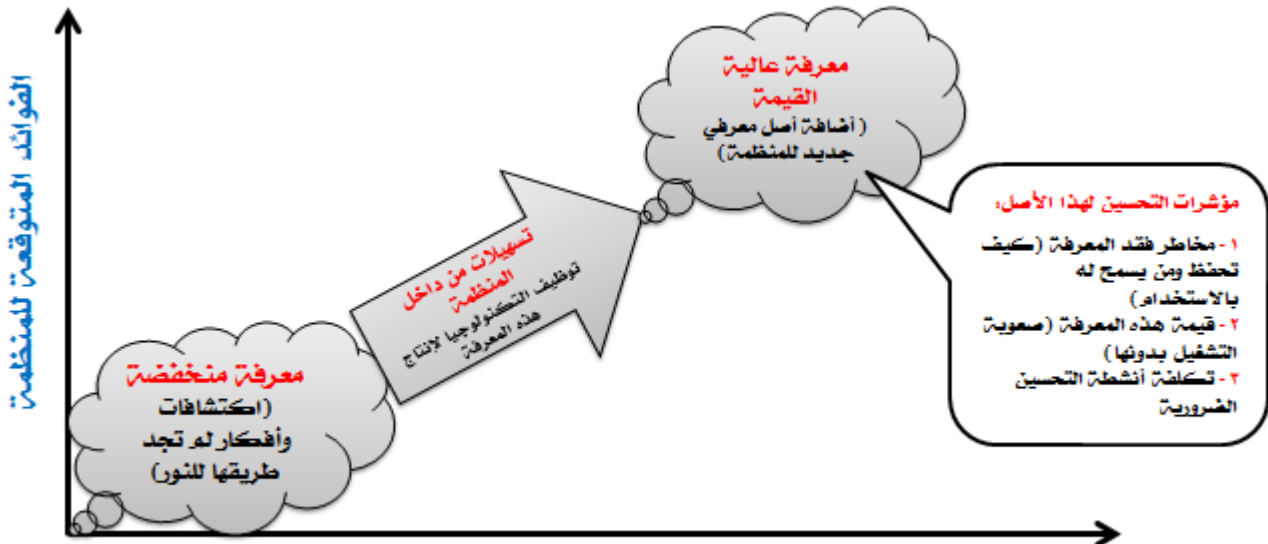 الفوائد المتوقعة للمنظمة
معرفة عالية
القيمة
(أضافة أصل معرفي
جديد للمنظمة)
مؤشرات التحسين لهذا الأصل:
١- مخاطر فقد المعرفة (كيف
تحفظ ومن يسمح له
بالاستخدام)
٢- قيمة هذه المعرفة (صعوبة
التشغيل بدونها)
٣- تكلفة أنشطة التحسين
الضرورية
تسهيلات من داخل
المنظمة
توظيف التكنولوجيا لإنتاج
هذه المعرفة
معرفة منخفضة
(اكتشافات
وأفكار لم تجد
طريقها للنور)